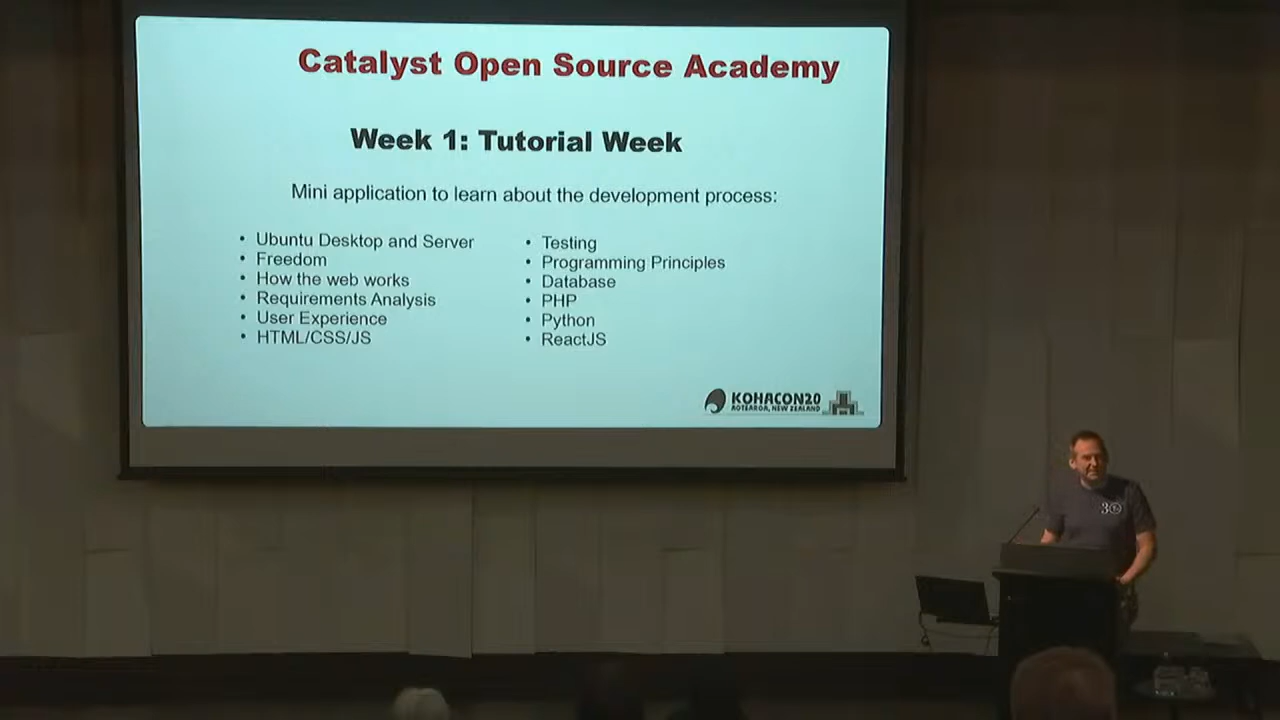 Catalyst Open Source Academy
Week 1: Tutorial Week
Mini application to learn about the development process:
• Ubuntu Desktop and Server
• Freedom
• How the web works
• Requirements Analysis
• User Experience
• HTML/CSS/JS
• Testing
• Programming Principles
• Database
• PHP
• Python
• ReactJS
KOHACON20
AOTEAROA, NEW ZEALAND
30